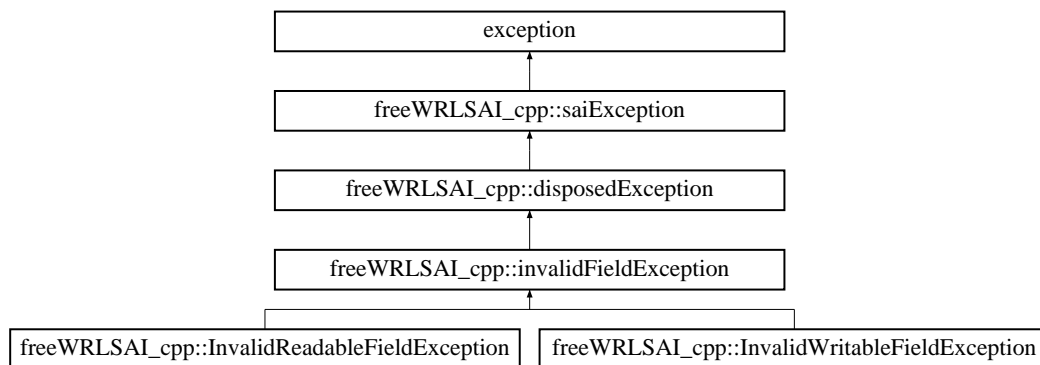 exception
freeWRLSAI_cpp::saiException
freeWRLSAI_cpp::disposedException
freeWRLSAI_cpp::invalidFieldException
freeWRLSAI_cpp::InvalidReadableFieldException
freeWRLSAI_cpp::InvalidWritableFieldException